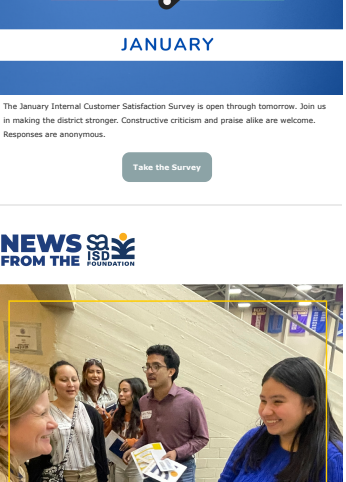 JANUARY
The January Internal Customer Satisfaction Survey is open through tomorrow. Join us
in making the district stronger. Constructive criticism and praise alike are welcome.
Responses are anonymous.
Take the Survey
NEWS
FROM THE
sa
ISD
FOUNDATION